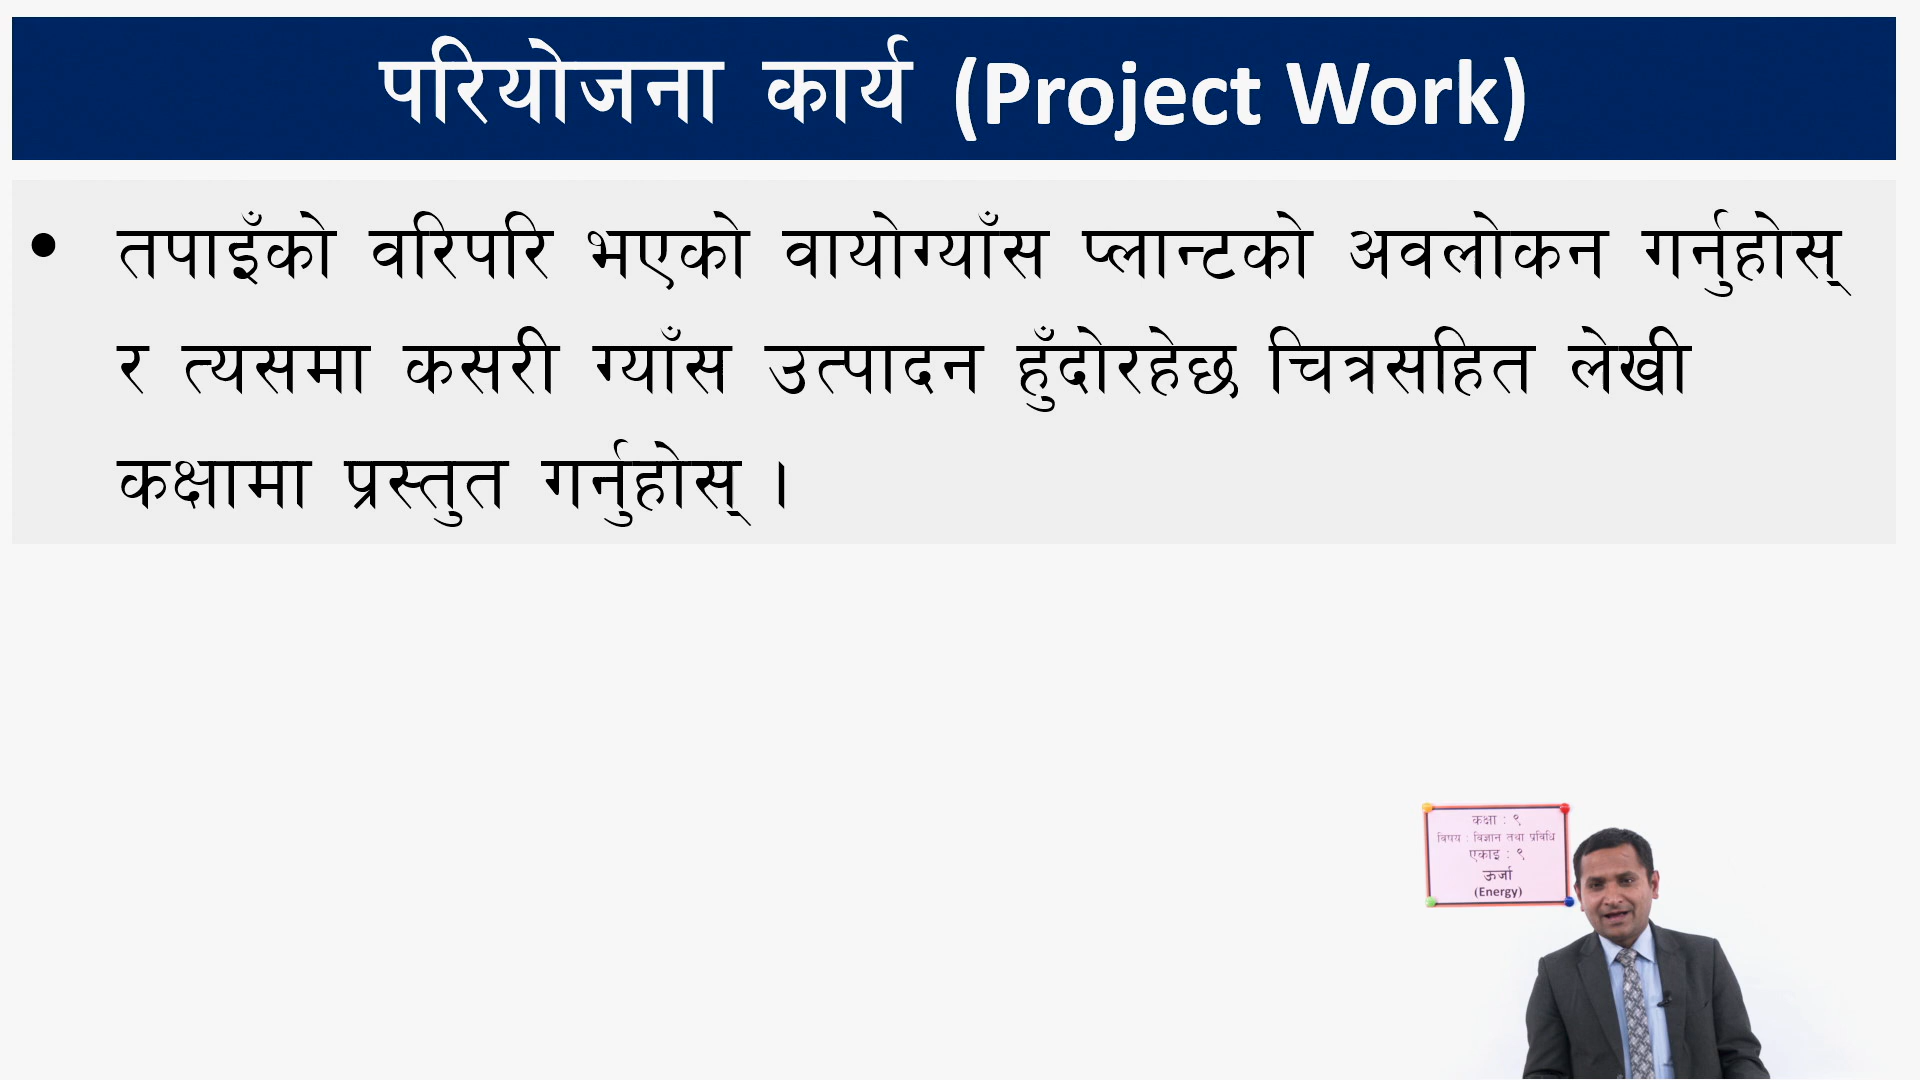 परियोजना कार्य (Project Work)
• तपाइँको वरिपरि भएको वायोग्याँस प्लान्टको अवलोकन गर्नुहोस्
र त्यसमा कसरी ग्याँस उत्पादन हुँदोरहेछ चित्रसहित लेखी
कक्षामा प्रस्तुत गर्नुहोस् ।
कक्षा : ९
विषय : विज्ञान तथा प्रविधि
एकाइ : ९
ऊर्जा
(Energy)